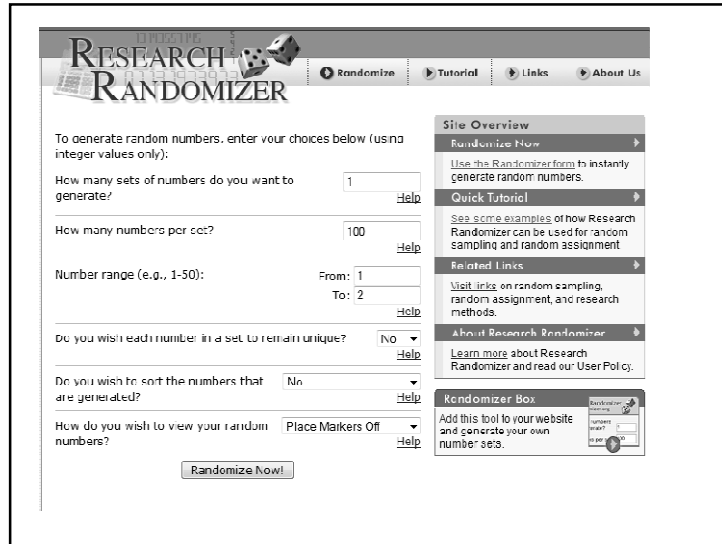 RESEARCH
RANDOMIZER
Randomize
Tutorial
Links
About Us
To generate random numbers, enter your choices below (using
integer values only):
How many sets of numbers do you want to
generate?
1
Help
How many numbers per set?
100
Help
Number range (e.g., 1-50):
From: 1
To: 2
Help
Do you wish each number in a set to remain unique?
No
Help
Do you wish to sort the numbers that
are generated?
No
Help
How do you wish to view your random
numbers?
Place Markers Off
Help
Randomize Now!
Site Overview
Randomize Now
Use the Randomizer form to instantly
generate random numbers.
Quick Tutorial
See some examples of how Research
Randomizer can be used for random
sampling and random assignment
Related Links
Visit links on random sampling,
random assignment, and research
methods.
About Research Randomizer
Learn more about Research
Randomizer and read our User Policy.
Randomizer Box
Add this tool to your website
and generate your own
number sets.